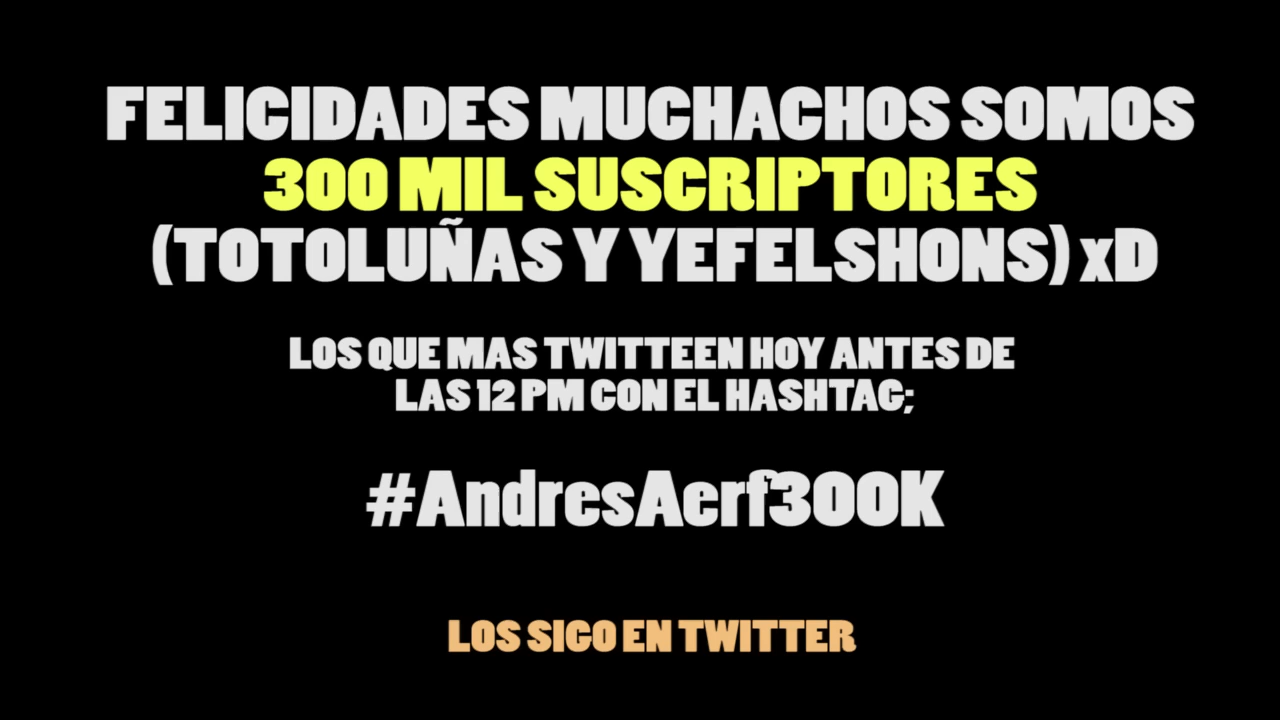 FELICIDADES MUCHACHOS SOMOS
300 MIL SUSCRIPTORES
(TOTOLUÑAS Y YEFELSHONS) xD
LOS QUE MAS TWITTEEN HOY ANTES DE
LAS 12 PM CON EL HASHTAG;
#AndresAerf300K
LOS SIGO EN TWITTER